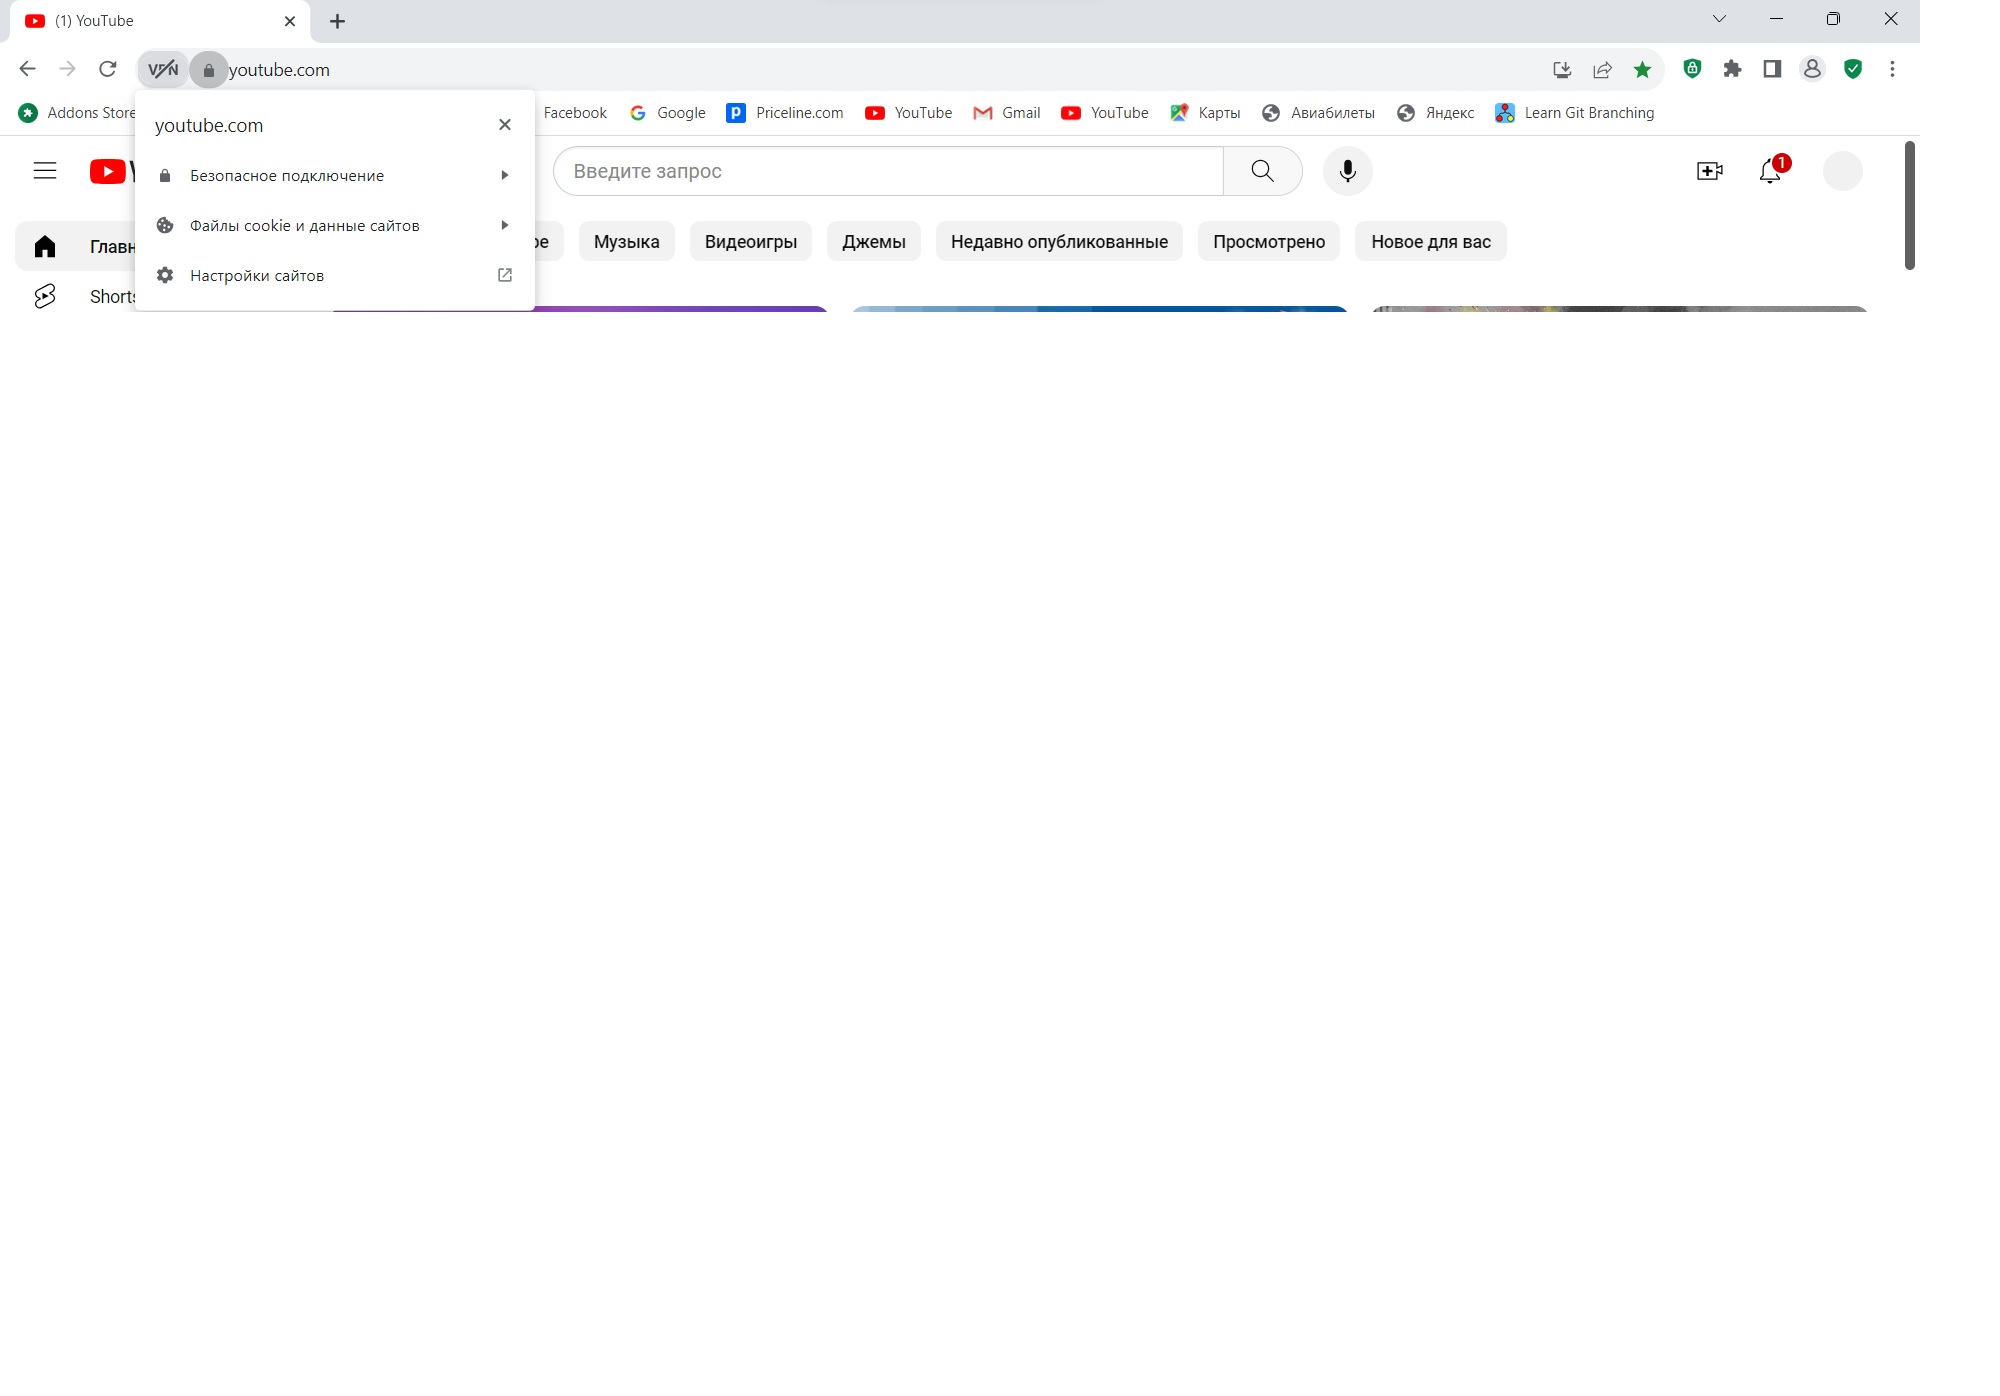 (1) YouTube
VPN
youtube.com
Addons Store
Facebook
Google
Priceline.com
YouTube
Gmail
YouTube
Карты
Авиабилеты
Яндекс
Learn Git Branching
youtube.com
Безопасное подключение
Файлы cookie и данные сайтов
Настройки сайтов
Введите запрос
1
Музыка
Видеоигры
Джемы
Недавно опубликованные
Просмотрено
Новое для вас
Главн
Shorts